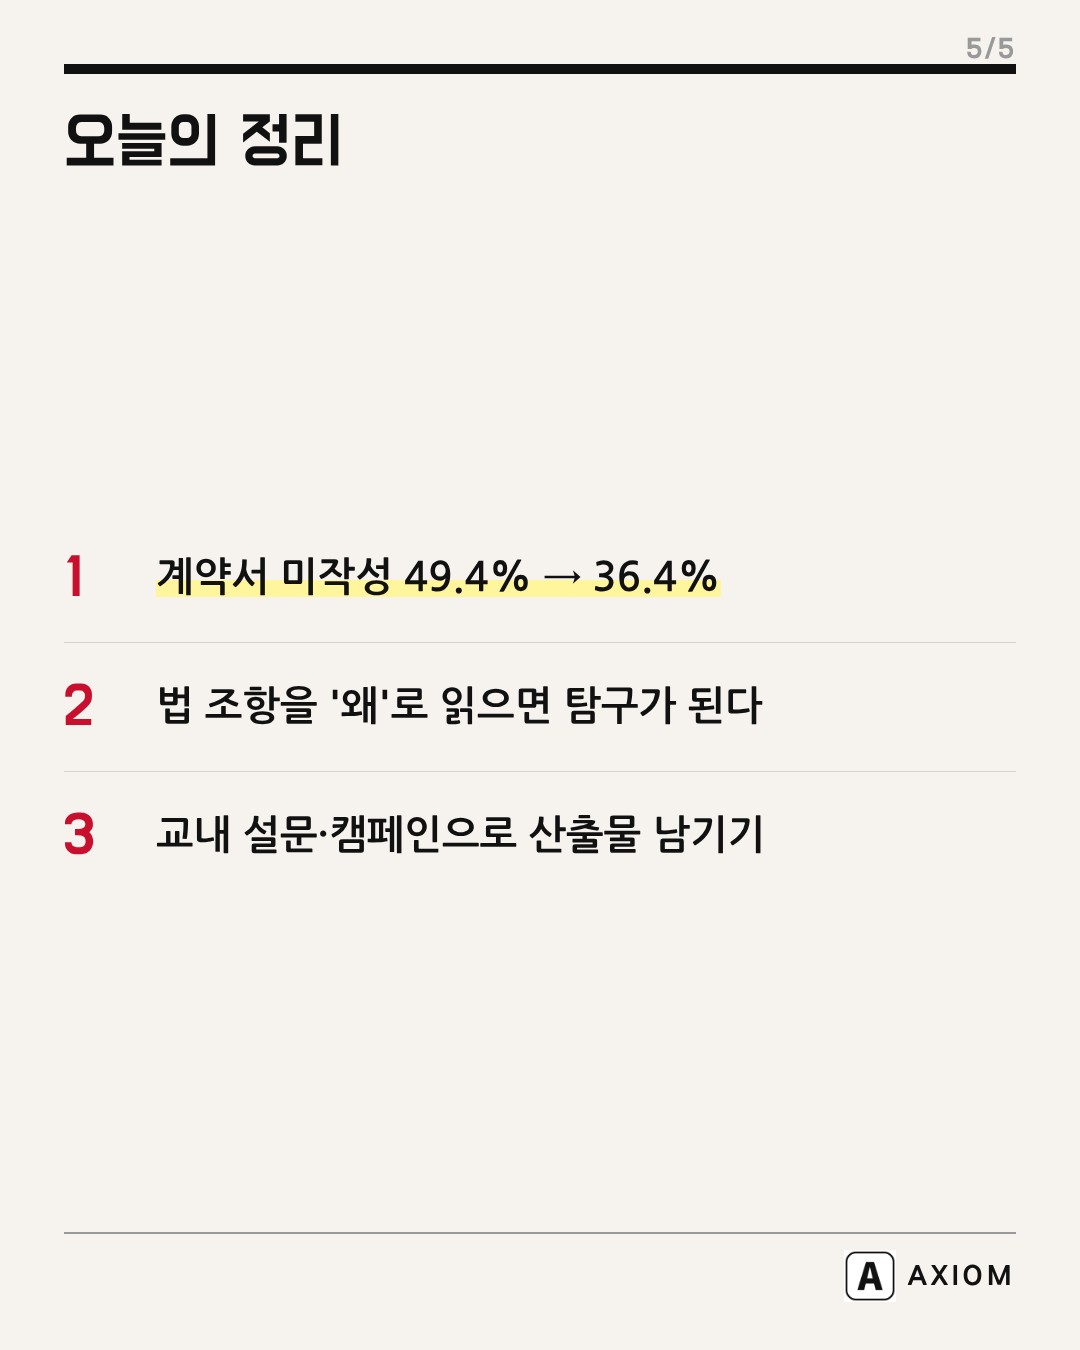 5/5
오늘의 정리
1 계약서 미작성 49.4% → 36.4%
2 법 조항을 '왜'로 읽으면 탐구가 된다
3 교내 설문·캠페인으로 산출물 남기기
A AXIOM